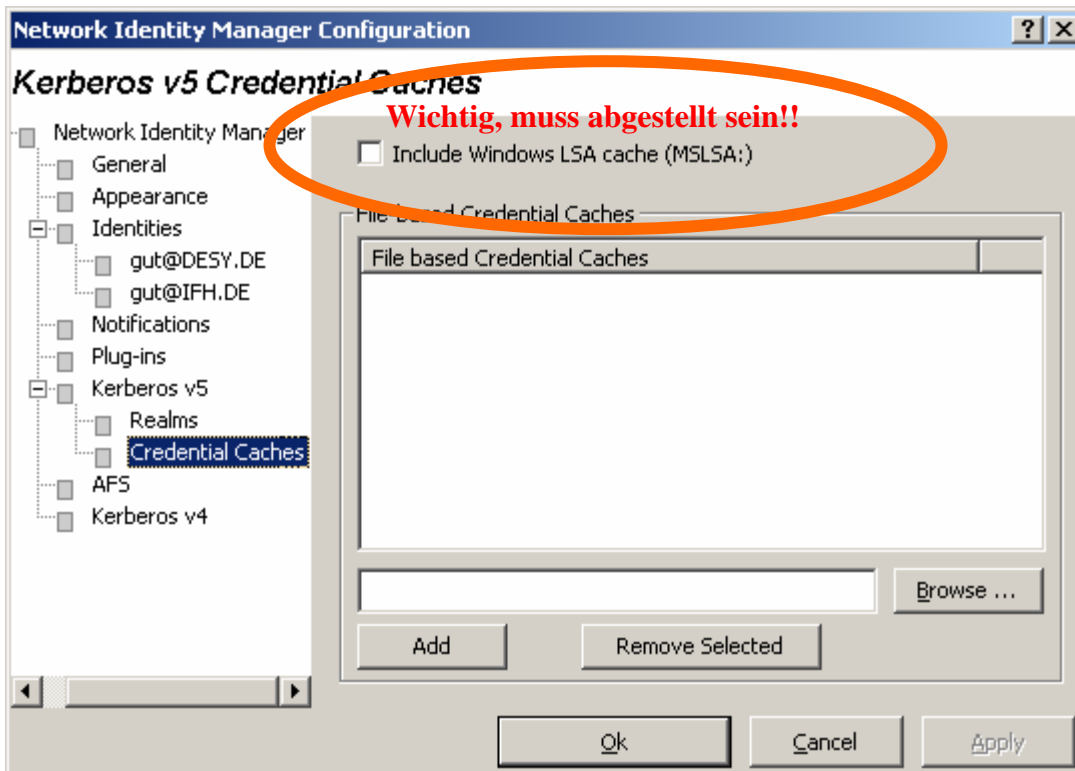 Network Identity Manager Configuration
Kerberos v5 Credential Caches
Wichtig, muss abgestellt sein!!
Network Identity Manager
General
Appearance
Identities
gut@DESY.DE
gut@IFH.DE
Notifications
Plug-ins
Kerberos v5
Realms
Credential Caches
AFS
Kerberos v4
Include Windows LSA cache (MSLSA:)
File based Credential Caches
File based Credential Caches
Browse ...
Add
Remove Selected
Ok
Cancel
Apply